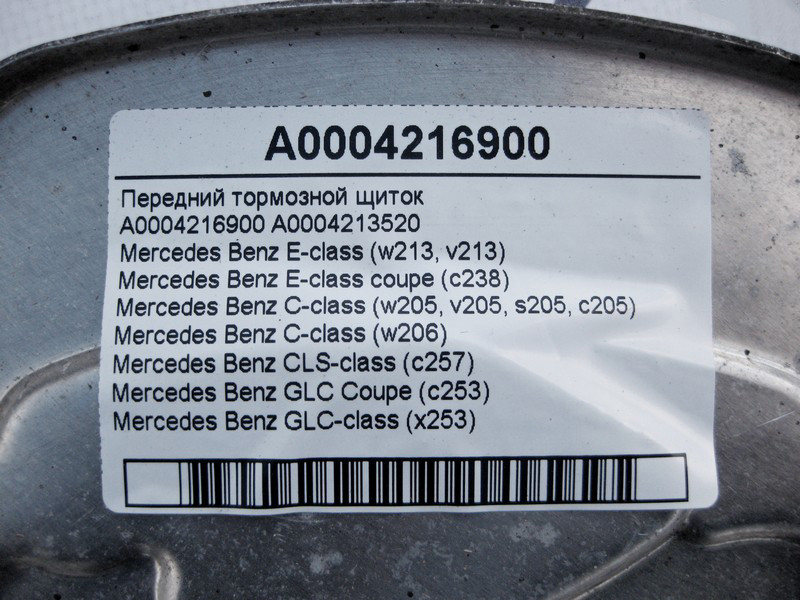 A0004216900
Передний тормозной щиток
A0004216900 A0004213520
Mercedes Benz E-class (w213, v213)
Mercedes Benz E-class coupe (c238)
Mercedes Benz C-class (w205, v205, s205, c205)
Mercedes Benz C-class (w206)
Mercedes Benz CLS-class (c257)
Mercedes Benz GLC Coupe (c253)
Mercedes Benz GLC-class (x253)